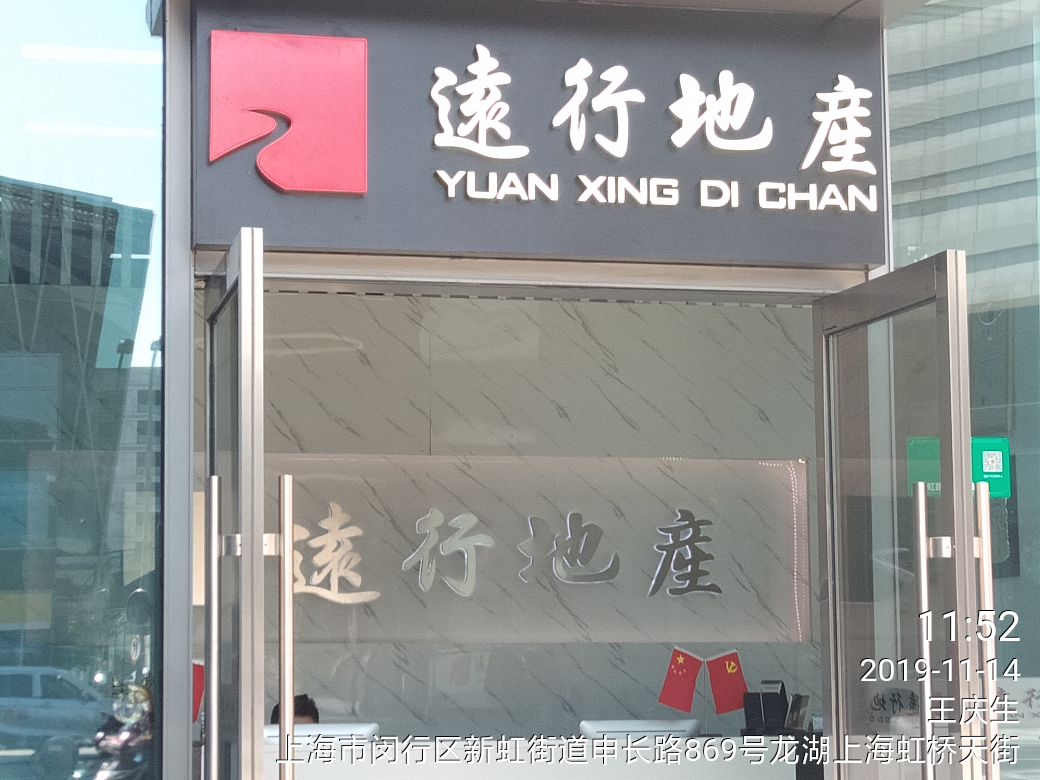 遠行地産
YUAN XING DI CHAN
遠行地産
11:52
2019-11-14
王庆生
上海市闵行区新虹街道申长路869号龙湖上海虹桥天街